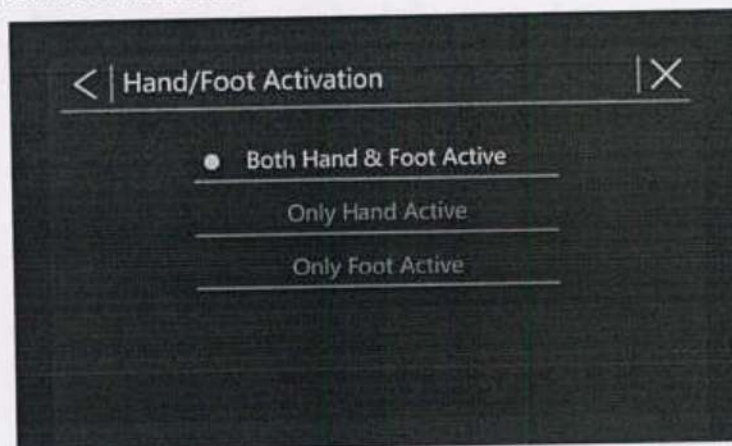 < | Hand/Foot Activation | X
Both Hand & Foot Active
Only Hand Active
Only Foot Active